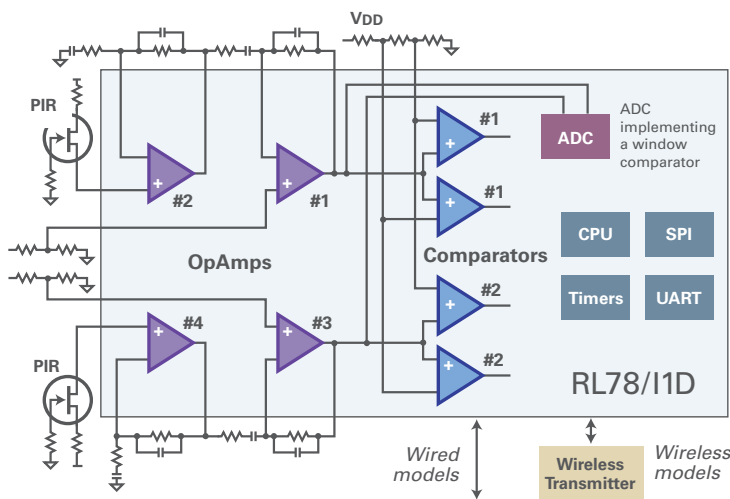 VDD
PIR
#1
ADC
ADC
implementing
a window
comparator
+
#2
+
#1
+
#1
+
OpAmps
Comparators
CPU
SPI
#4
#3
#2
Timers
UART
+
+
+
#2
+
PIR
RL78/I1D
Wired
models
Wireless
Transmitter
Wireless
models